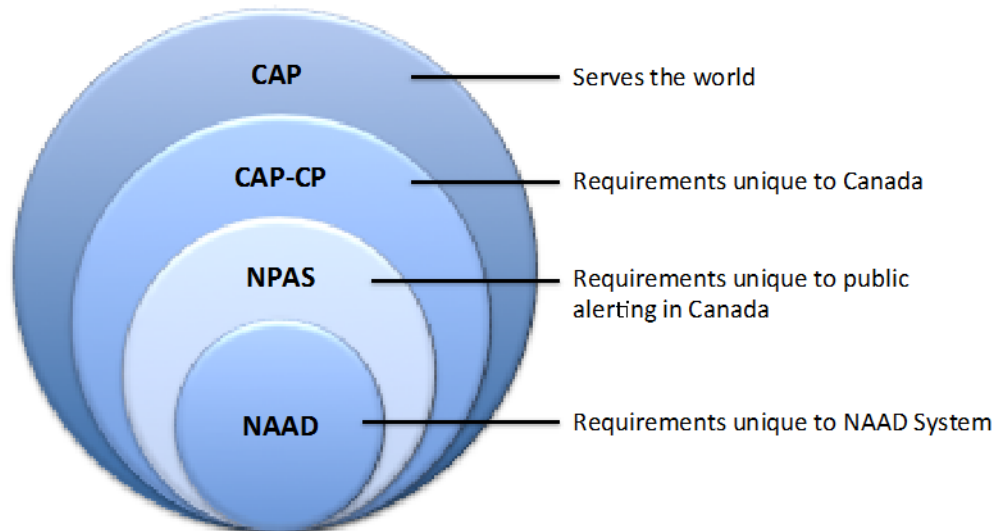 CAP
Serves the world
CAP-CP
Requirements unique to Canada
NPAS
Requirements unique to public
alerting in Canada
NAAD
Requirements unique to NAAD System